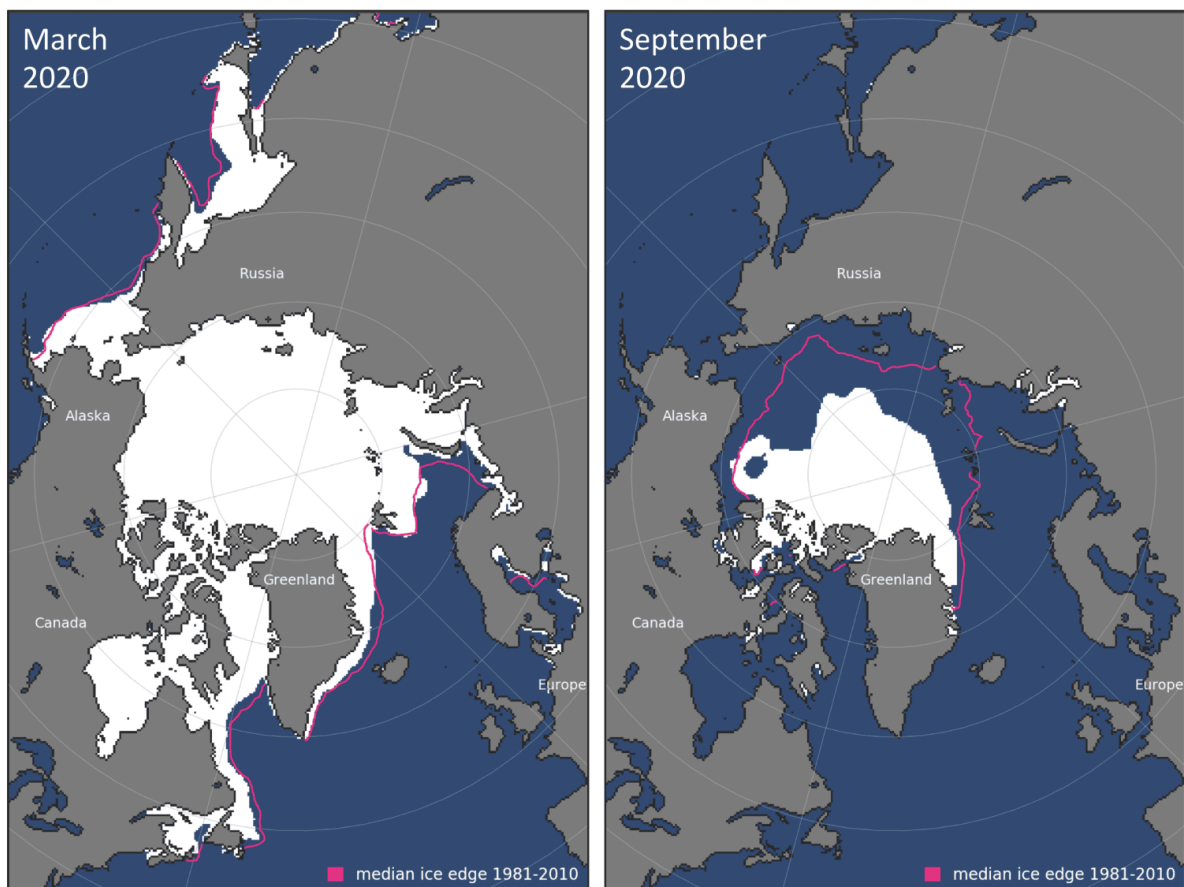 March
2020
Russia
Alaska
Greenland
Canada
Europe
median ice edge 1981-2010
September
2020
Russia
Alaska
Greenland
Canada
Europe
median ice edge 1981-2010